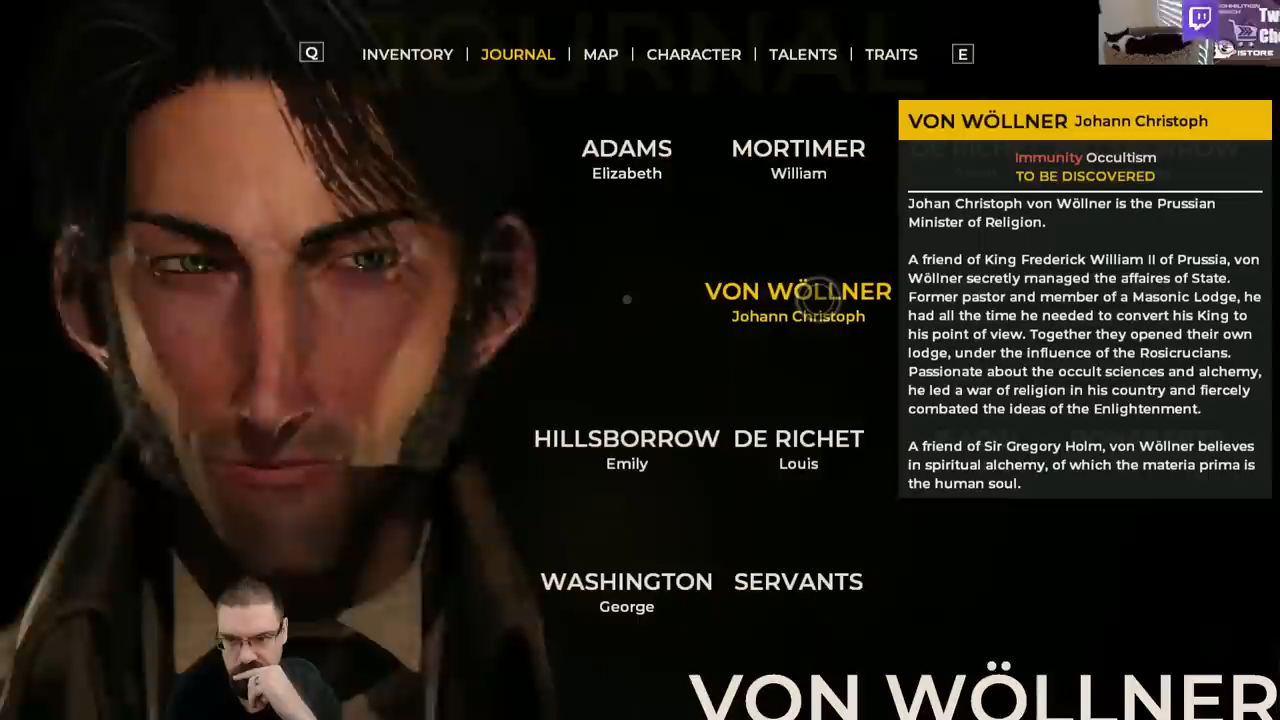 JOURNAL
Q INVENTORY | JOURNAL | MAP | CHARACTER | TALENTS | TRAITS E
ISTORE
ADAMS
Elizabeth
MORTIMER
William
VON WÖLLNER
Johann Christoph
HILLSBORROW
Emily
DE RICHET
Louis
WASHINGTON
George
SERVANTS
VON WÖLLNER Johann Christoph
Immunity Occultism
TO BE DISCOVERED
Johan Christoph von Wöllner is the Prussian
Minister of Religion.
A friend of King Frederick William II of Prussia, von
Wöllner secretly managed the affaires of State.
Former pastor and member of a Masonic Lodge, he
had all the time he needed to convert his King to
his point of view. Together they opened their own
lodge, under the influence of the Rosicrucians.
Passionate about the occult sciences and alchemy,
he led a war of religion in his country and fiercely
combated the ideas of the Enlightenment.
A friend of Sir Gregory Holm, von Wöllner believes
in spiritual alchemy, of which the materia prima is
the human soul.
VON WÖLLNER